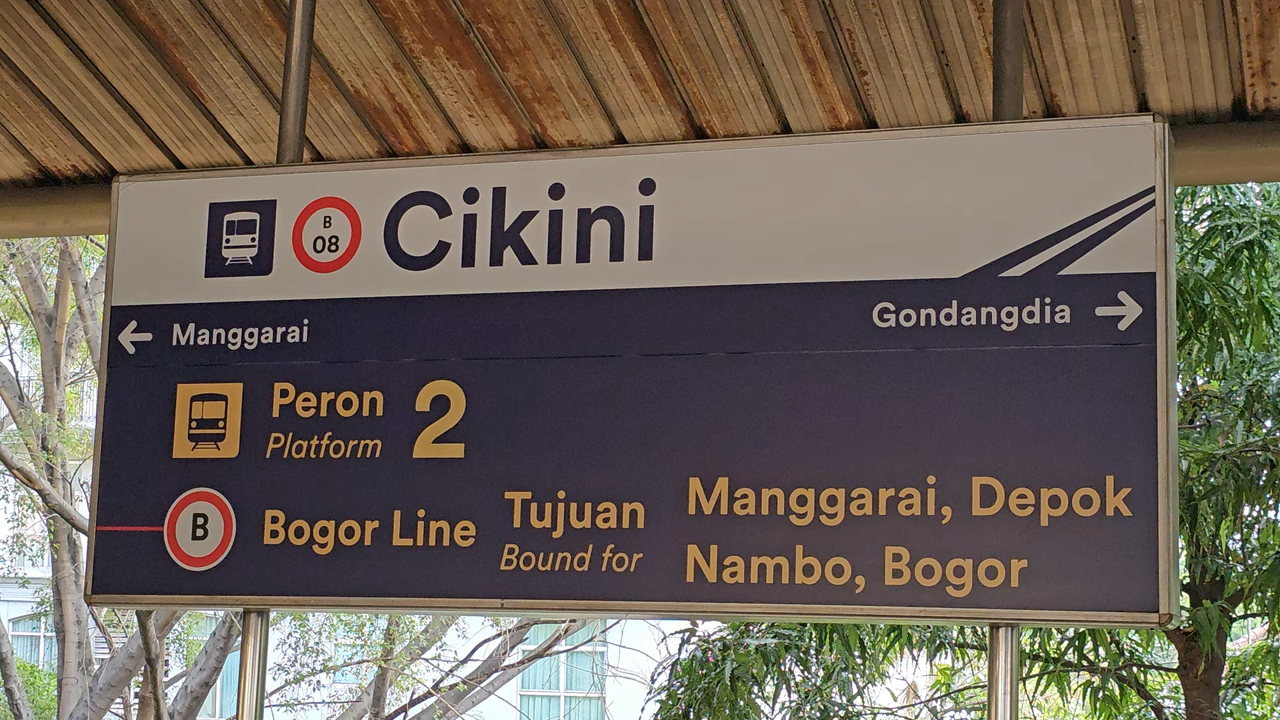 B 08 Cikini
← Manggarai Gondangdia →
Peron 2
Platform
B Bogor Line Tujuan Manggarai, Depok
Bound for Nambo, Bogor